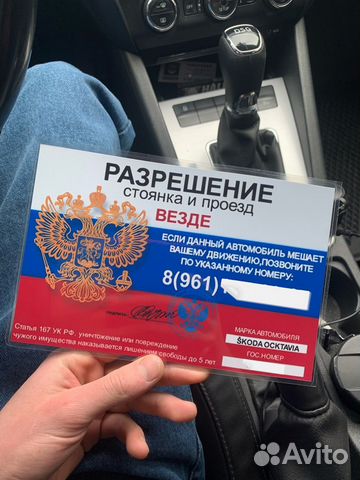 DSG
РАЗРЕШЕНИЕ
стоянка и проезд
ВЕЗДЕ
ЕСЛИ ДАННЫЙ АВТОМОБИЛЬ МЕШАЕТ
ВАШЕМУ ДВИЖЕНИЮ,ПОЗВОНИТЕ
ПО УКАЗАННОМУ НОМЕРУ:
8(961)
подпись
Статья 167 УК РФ уничтожение или повреждение
чужого имущества наказывается лишением свободы до 5 лет
МАРКА АВТОМОБИЛЯ
ŠKODA OCKTAVIA
ГОС.НОМЕР
Avito